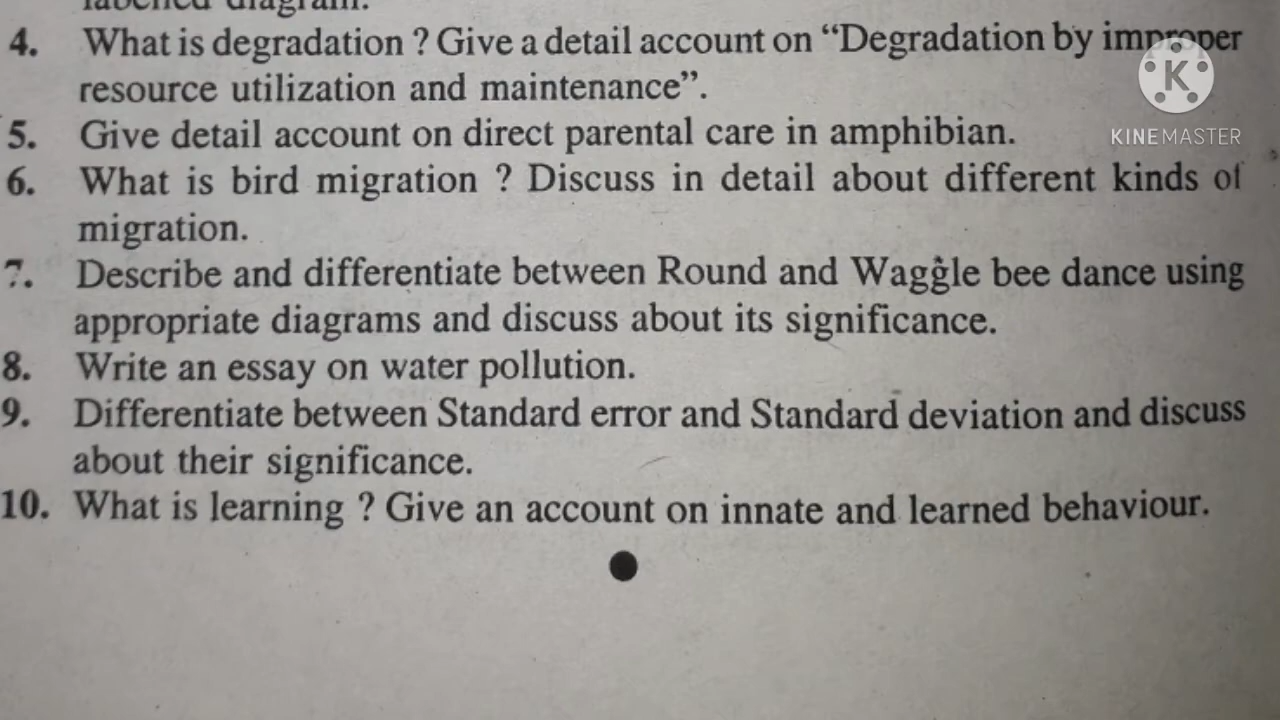 labelled diagram.
4. What is degradation ? Give a detail account on “Degradation by improper
resource utilization and maintenance”.
K
KINEMASTER
5. Give detail account on direct parental care in amphibian.
6. What is bird migration ? Discuss in detail about different kinds of
migration.
7. Describe and differentiate between Round and Waggle bee dance using
appropriate diagrams and discuss about its significance.
8. Write an essay on water pollution.
9. Differentiate between Standard error and Standard deviation and discuss
about their significance.
10. What is learning ? Give an account on innate and learned behaviour.